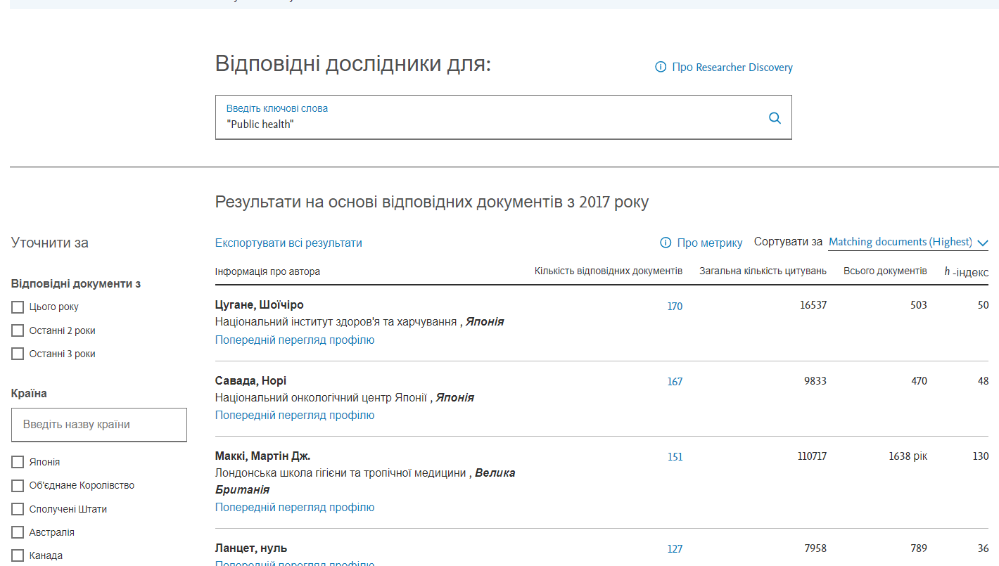 Відповідні дослідники для:
Про Researcher Discovery
Введіть ключові слова
"Public health"
Результати на основі відповідних документів з 2017 року
Уточнити за
Відповідні документи з
Цього року
Останні 2 роки
Останні 3 роки
Країна
Введіть назву країни
Японія
Об'єднане Королівство
Сполучені Штати
Австралія
Канада
Експортувати всі результати
Про метрику
Сортувати за Matching documents (Highest)
Інформація про автора Кількість відповідних документів Загальна кількість цитувань Всього документів h -індекс
Цугане, Шоїчіро 170 16537 503 50
Національний інститут здоров'я та харчування , Японія
Попередній перегляд профілю
Савада, Норі 167 9833 470 48
Національний онкологічний центр Японії , Японія
Попередній перегляд профілю
Маккі, Мартін Дж. 151 110717 1638 рік 130
Лондонська школа гігієни та тропічної медицини , Велика
Британія
Попередній перегляд профілю
Ланцет, нуль 127 7958 789 36
Попередній перегляд профілю